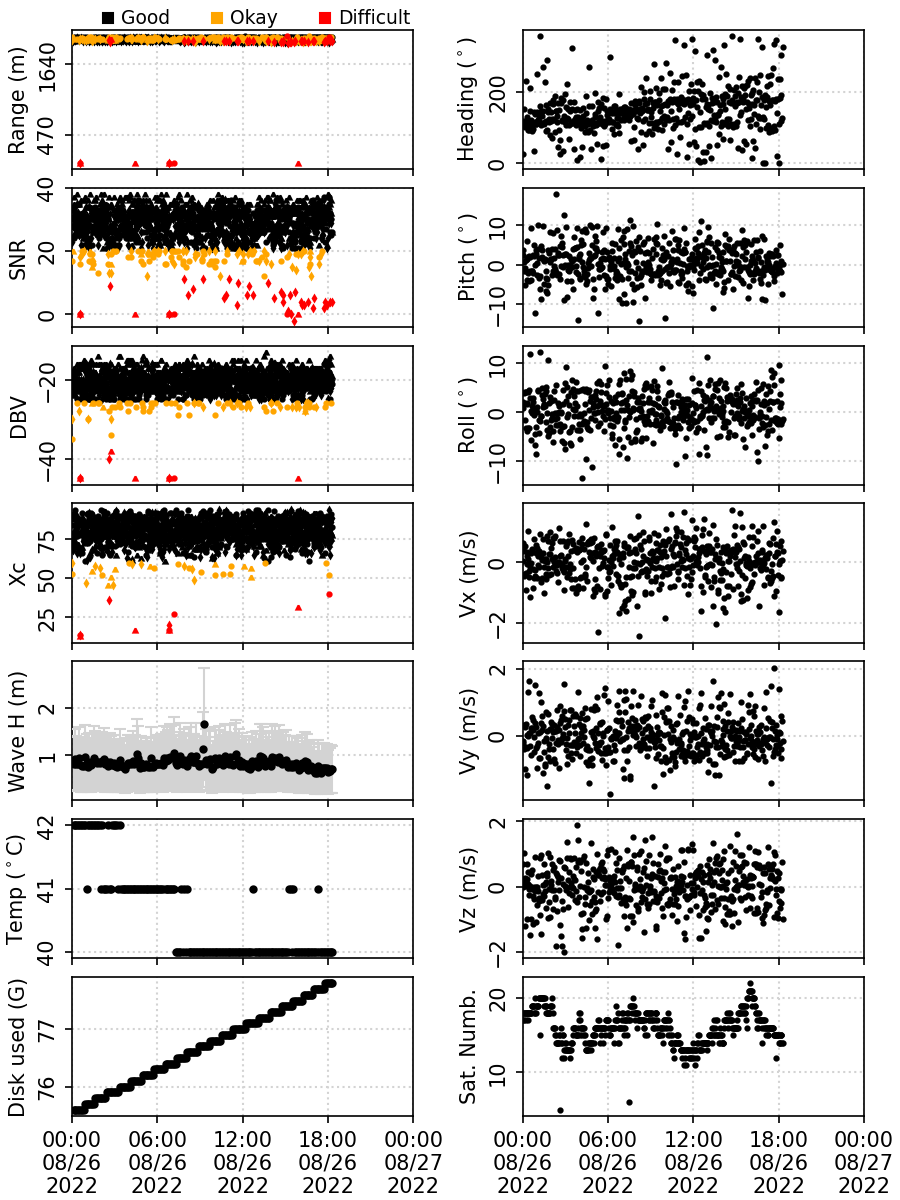 Good Okay Difficult
Range (m)
1640
470
Heading (°)
200
0
SNR
40
20
0
Pitch (°)
10
0
−10
DBV
−20
−40
Roll (°)
10
0
−10
Xc
75
50
25
Vx (m/s)
0
−2
Wave H (m)
2
1
Vy (m/s)
2
0
Temp (°C)
42
41
40
Vz (m/s)
2
0
−2
Disk used (G)
77
76
Sat. Numb.
20
10
00:00 06:00 12:00 18:00 00:00 00:00 06:00 12:00 18:00 00:00
08/26 08/26 08/26 08/26 08/27 08/26 08/26 08/26 08/26 08/27
2022 2022 2022 2022 2022 2022 2022 2022 2022 2022